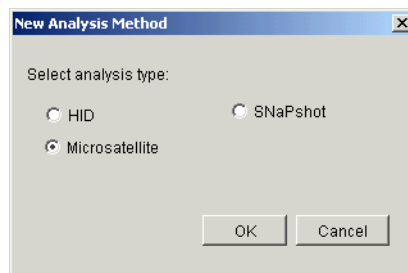 New Analysis Method
Select analysis type:
HID
SNaPshot
Microsatellite
OK
Cancel